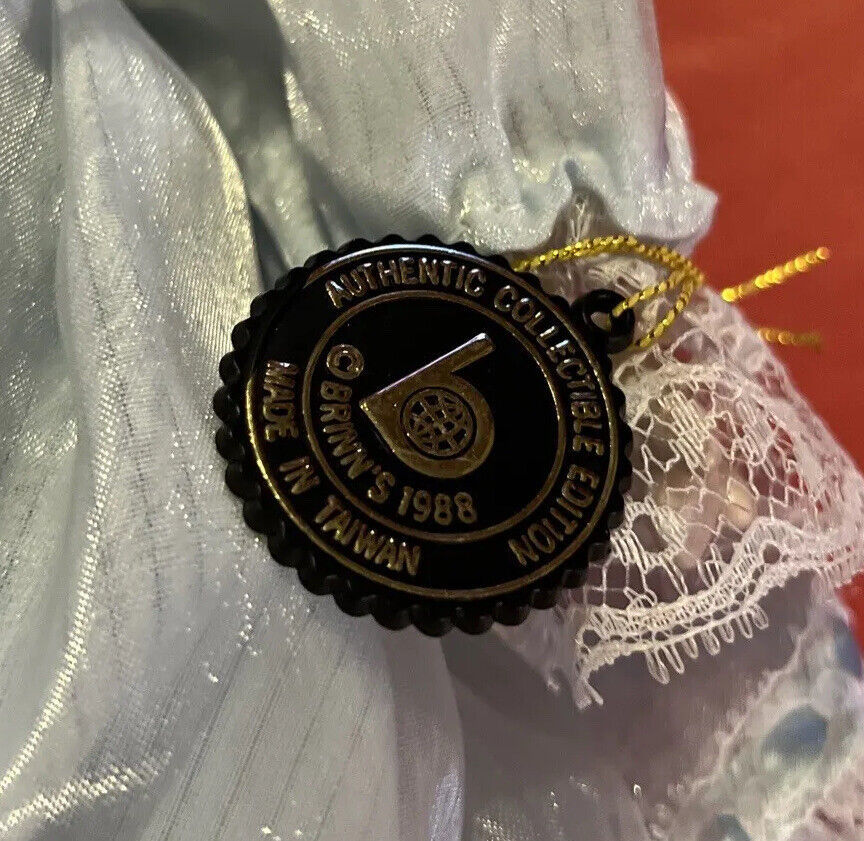 AUTHENTIC COLLECTIBLE EDITION
MADE IN TAIWAN
© BRINN'S 1988
b